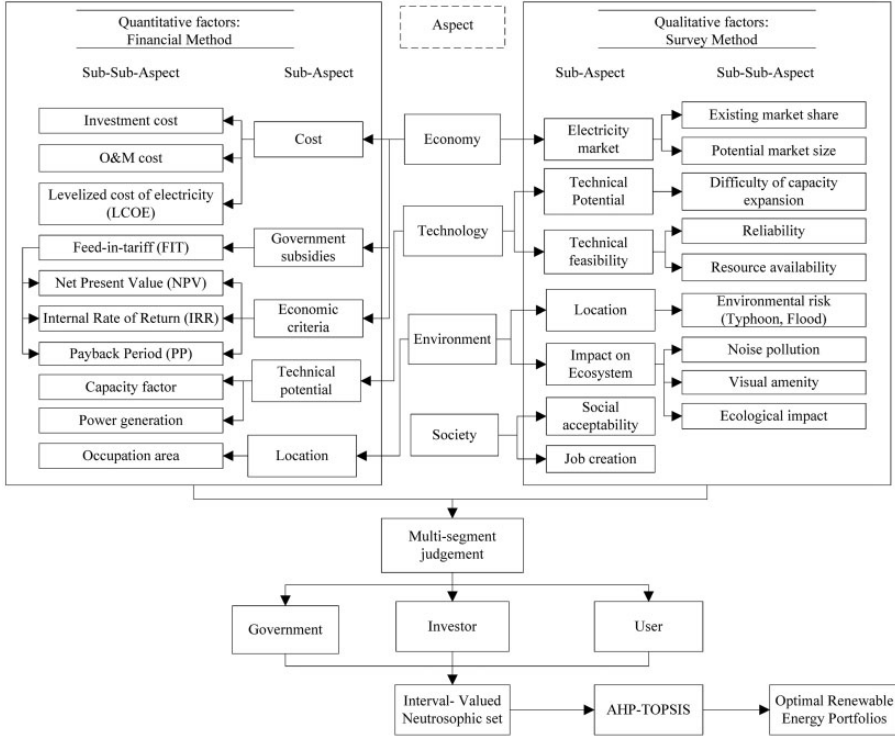 Quantitative factors:
Financial Method
Sub-Sub-Aspect
Sub-Aspect
Investment cost
O&M cost
Levelized cost of electricity
(LCOE)
Cost
Feed-in-tariff (FIT)
Government
subsidies
Net Present Value (NPV)
Internal Rate of Return (IRR)
Payback Period (PP)
Economic
criteria
Capacity factor
Power generation
Technical
potential
Occupation area
Location
Aspect
Economy
Technology
Environment
Society
Qualitative factors:
Survey Method
Sub-Aspect
Sub-Sub-Aspect
Electricity
market
Existing market share
Potential market size
Technical
Potential
Difficulty of capacity
expansion
Technical
feasibility
Reliability
Resource availability
Location
Environmental risk
(Typhoon, Flood)
Impact on
Ecosystem
Noise pollution
Visual amenity
Ecological impact
Social
acceptability
Job creation
Multi-segment
judgement
Government
Investor
User
Interval- Valued
Neutrosophic set
AHP-TOPSIS
Optimal Renewable
Energy Portfolios